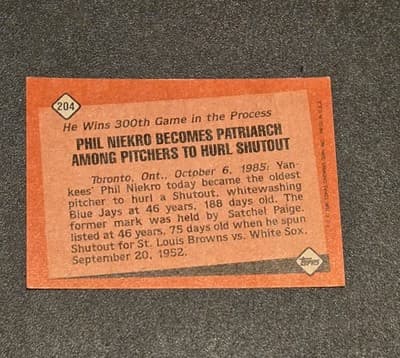 204
He Wins 300th Game in the Process
PHIL NIEKRO BECOMES PATRIARCH
AMONG PITCHERS TO HURL SHUTOUT
Toronto, Ont., October 6, 1985: Yan-
kees' Phil Niekro today became the oldest
pitcher to hurl a Shutout, whitewashing
Blue Jays at 46 years, 188 days old. The
former mark was held by Satchel Paige,
listed at 46 years, 75 days old when he spun
Shutout for St. Louis Browns vs. White Sox,
September 20, 1952.
TOPPS